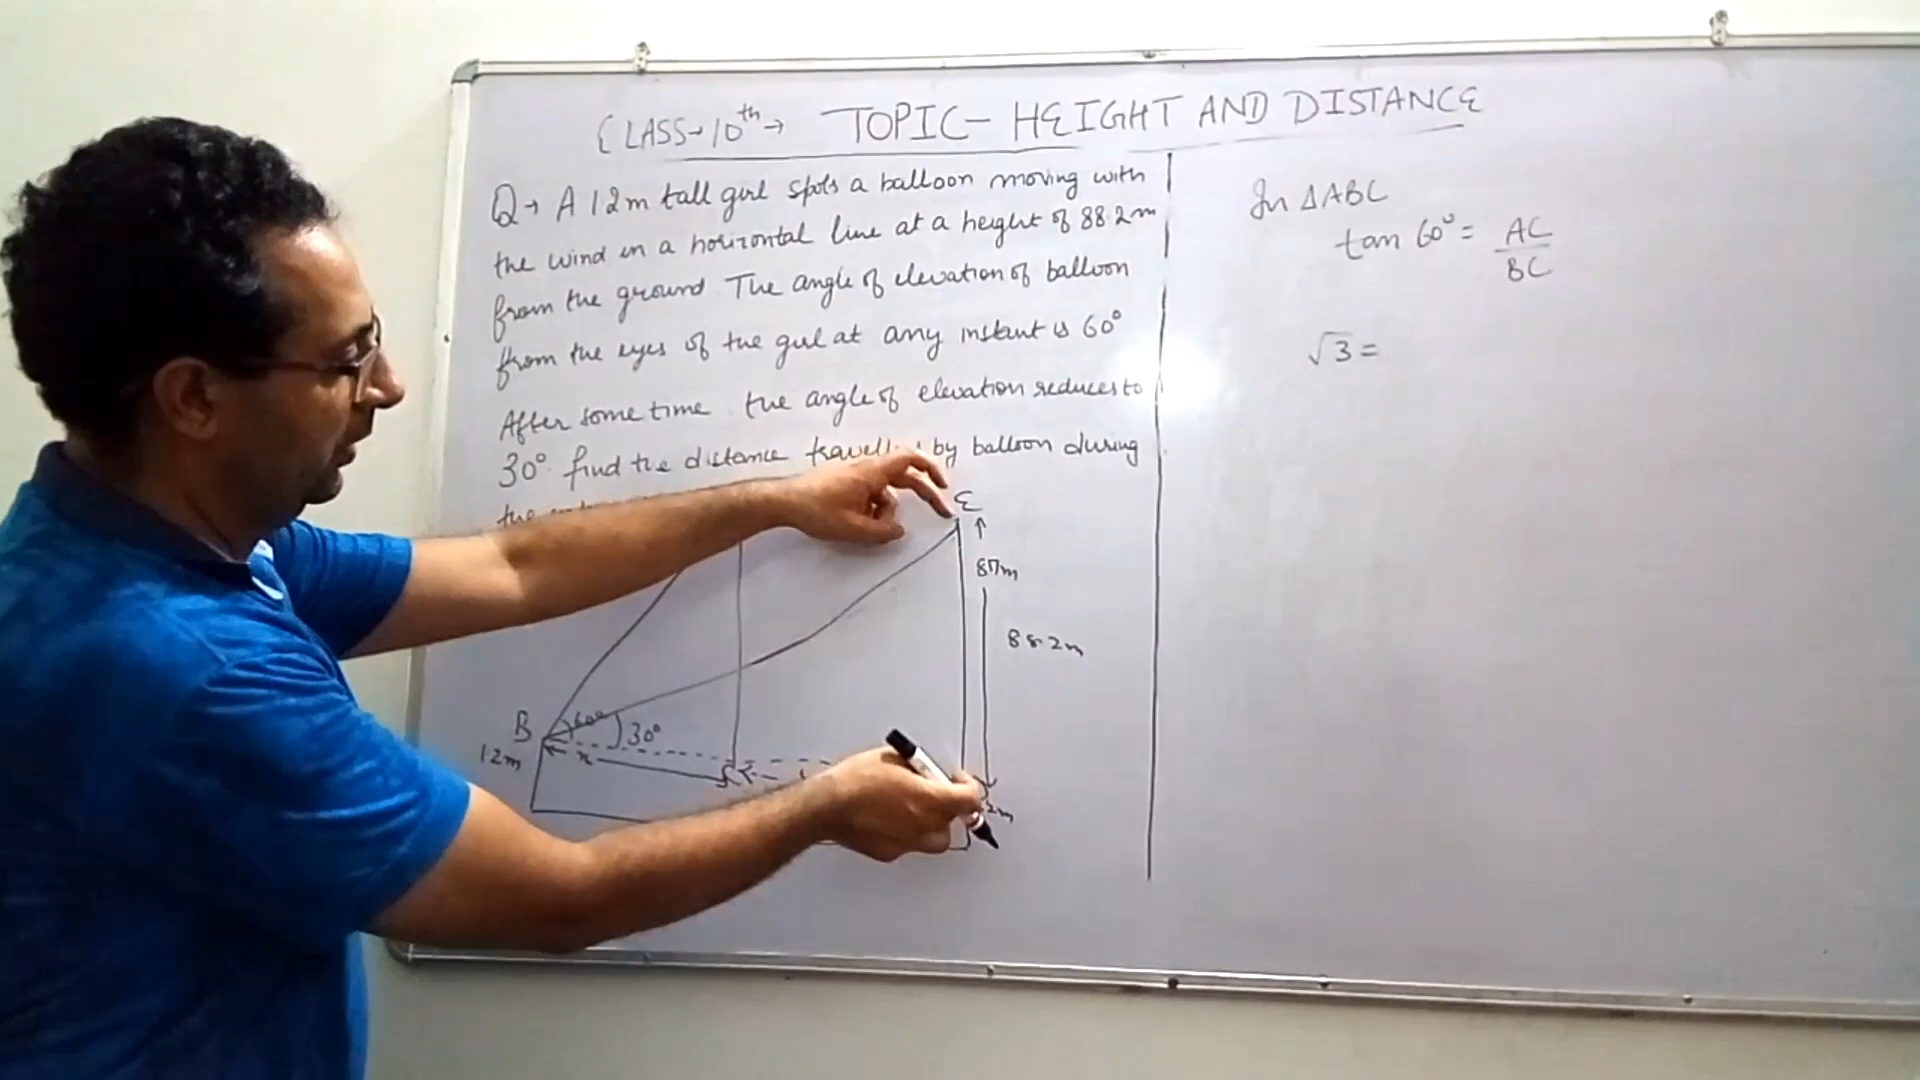 CLASS→10th→ TOPIC- HEIGHT AND DISTANCE
Q→ A 1.2m tall girl spots a balloon moving with
the wind in a horizontal line at a height of 88.2m
from the ground. The angle of elevation of balloon
from the eyes of the girl at any instant is 60°
After some time the angle of elevation reduces to
30°. find the distance by balloon during
the
E
87m
88.2m
B
60°
30°
1.2m
x
In ΔABC
tan 60° = AC
BC
√3 =